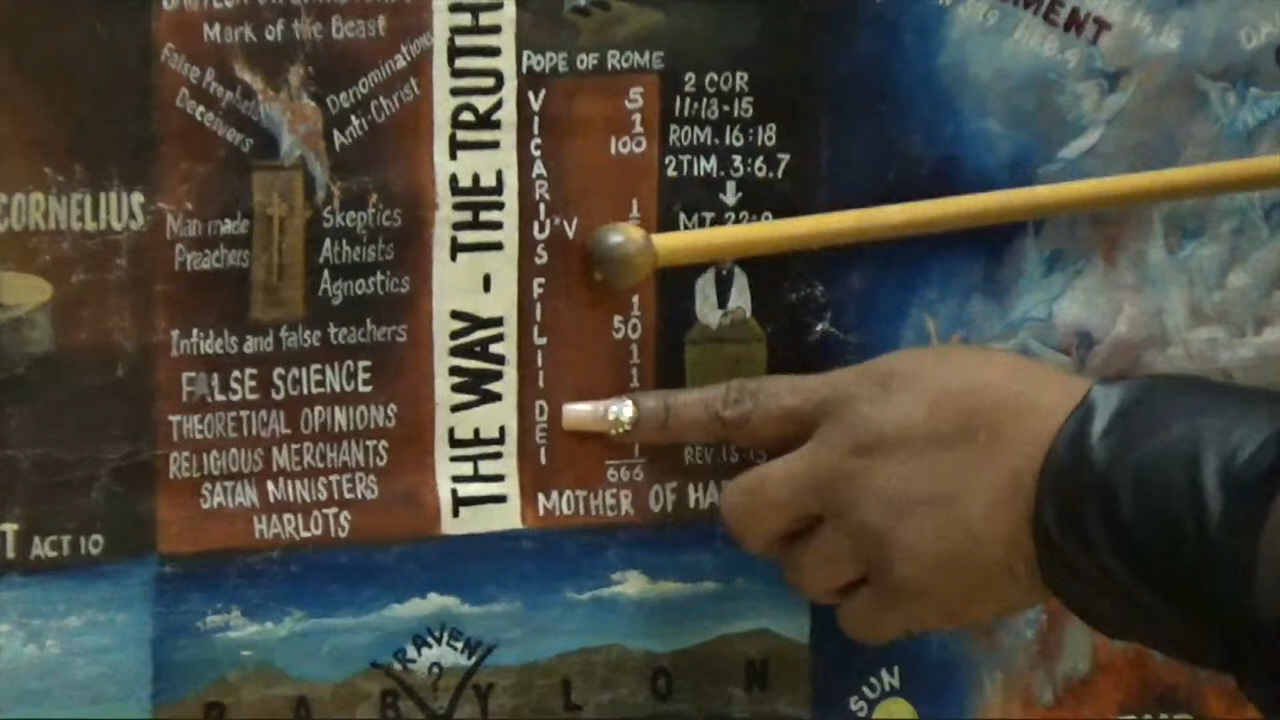 Mark of the Beast
False Prophets
Deceivers
Denominations
Anti-Christ
CORNELIUS
Man made
Preachers
Skeptics
Atheists
Agnostics
Infidels and false teachers
FALSE SCIENCE
THEORETICAL OPINIONS
RELIGIOUS MERCHANTS
SATAN MINISTERS
HARLOTS
ACT 10
THE WAY - THE TRUTH
POPE OF ROME
VICARIUS FILII DEI
V
5
1
100
1
1
50
1
1
1
666
MOTHER OF
2 COR
11:13-15
ROM. 16:18
2TIM. 3:6.7
RAVEN
?
BABYLON
SUN